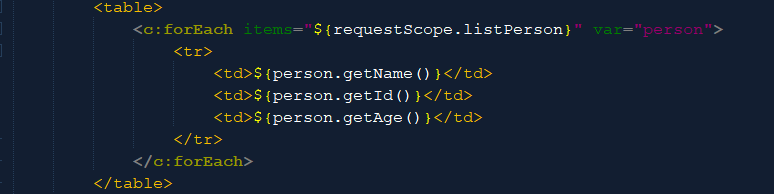 <table>
<c:forEach items="${requestScope.listPerson}" var="person">
<tr>
<td>${person.getName()}</td>
<td>${person.getId()}</td>
<td>${person.getAge()}</td>
</tr>
</c:forEach>
</table>